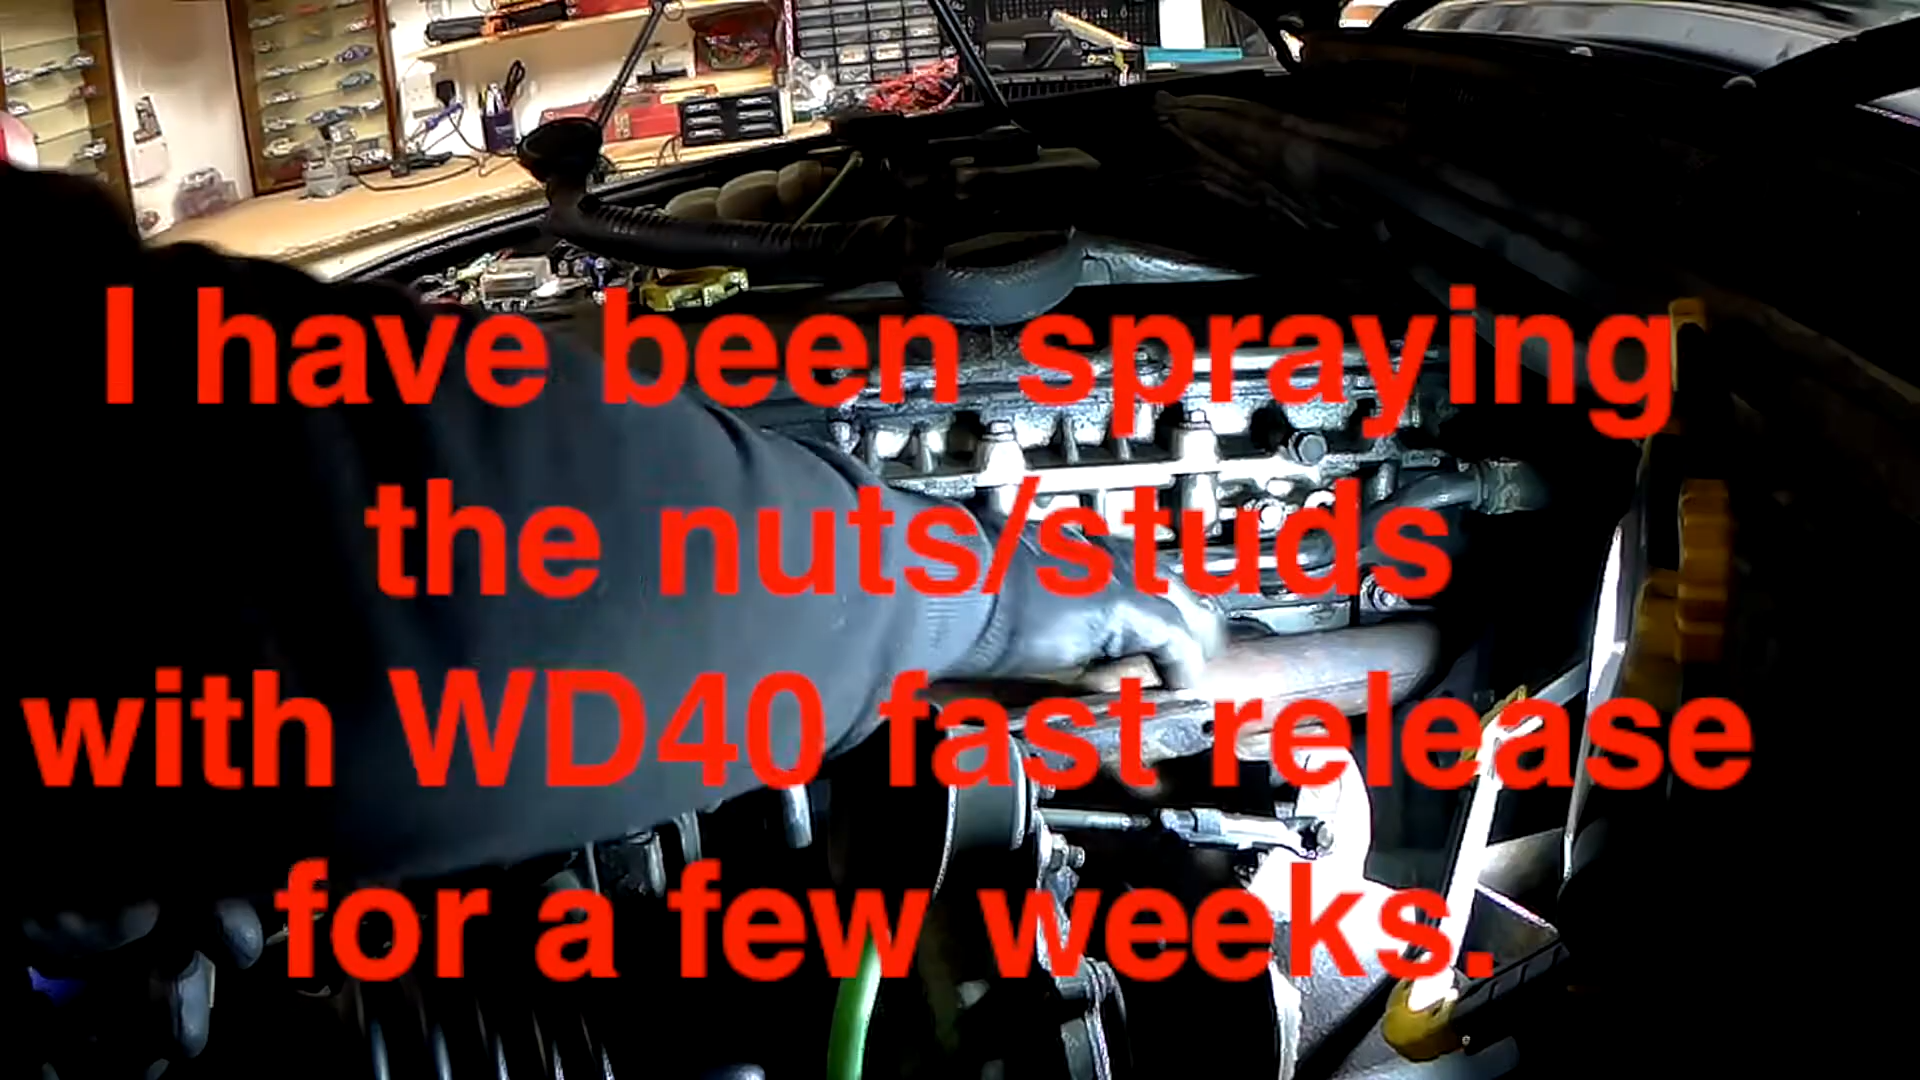 I have been spraying
the nuts/studs
with WD40 fast release
for a few weeks.